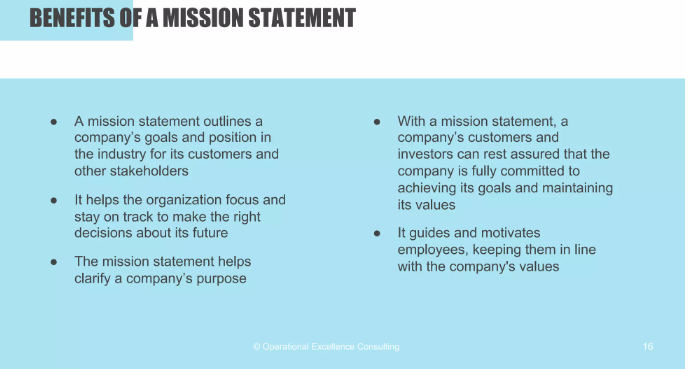 BENEFITS OF A MISSION STATEMENT
● A mission statement outlines a
company's goals and position in
the industry for its customers and
other stakeholders
● It helps the organization focus and
stay on track to make the right
decisions about its future
● The mission statement helps
clarify a company's purpose
● With a mission statement, a
company's customers and
investors can rest assured that the
company is fully committed to
achieving its goals and maintaining
its values
● It guides and motivates
employees, keeping them in line
with the company's values
© Operational Excellence Consulting
16